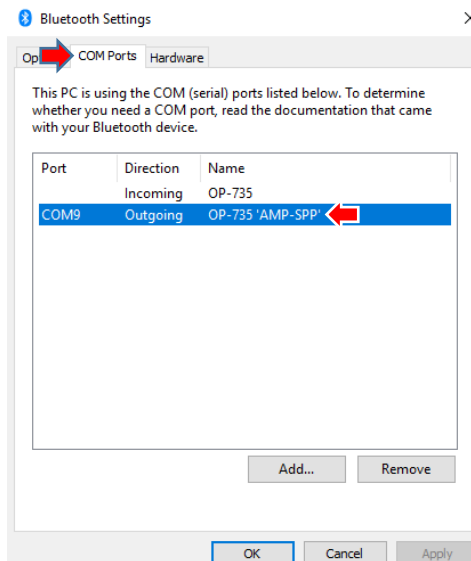 Bluetooth Settings
COM Ports Hardware
This PC is using the COM (serial) ports listed below. To determine
whether you need a COM port, read the documentation that came
with your Bluetooth device.
Port Direction Name
Incoming OP-735
COM9 Outgoing OP-735 'AMP-SPP'
Add... Remove
OK Cancel Apply